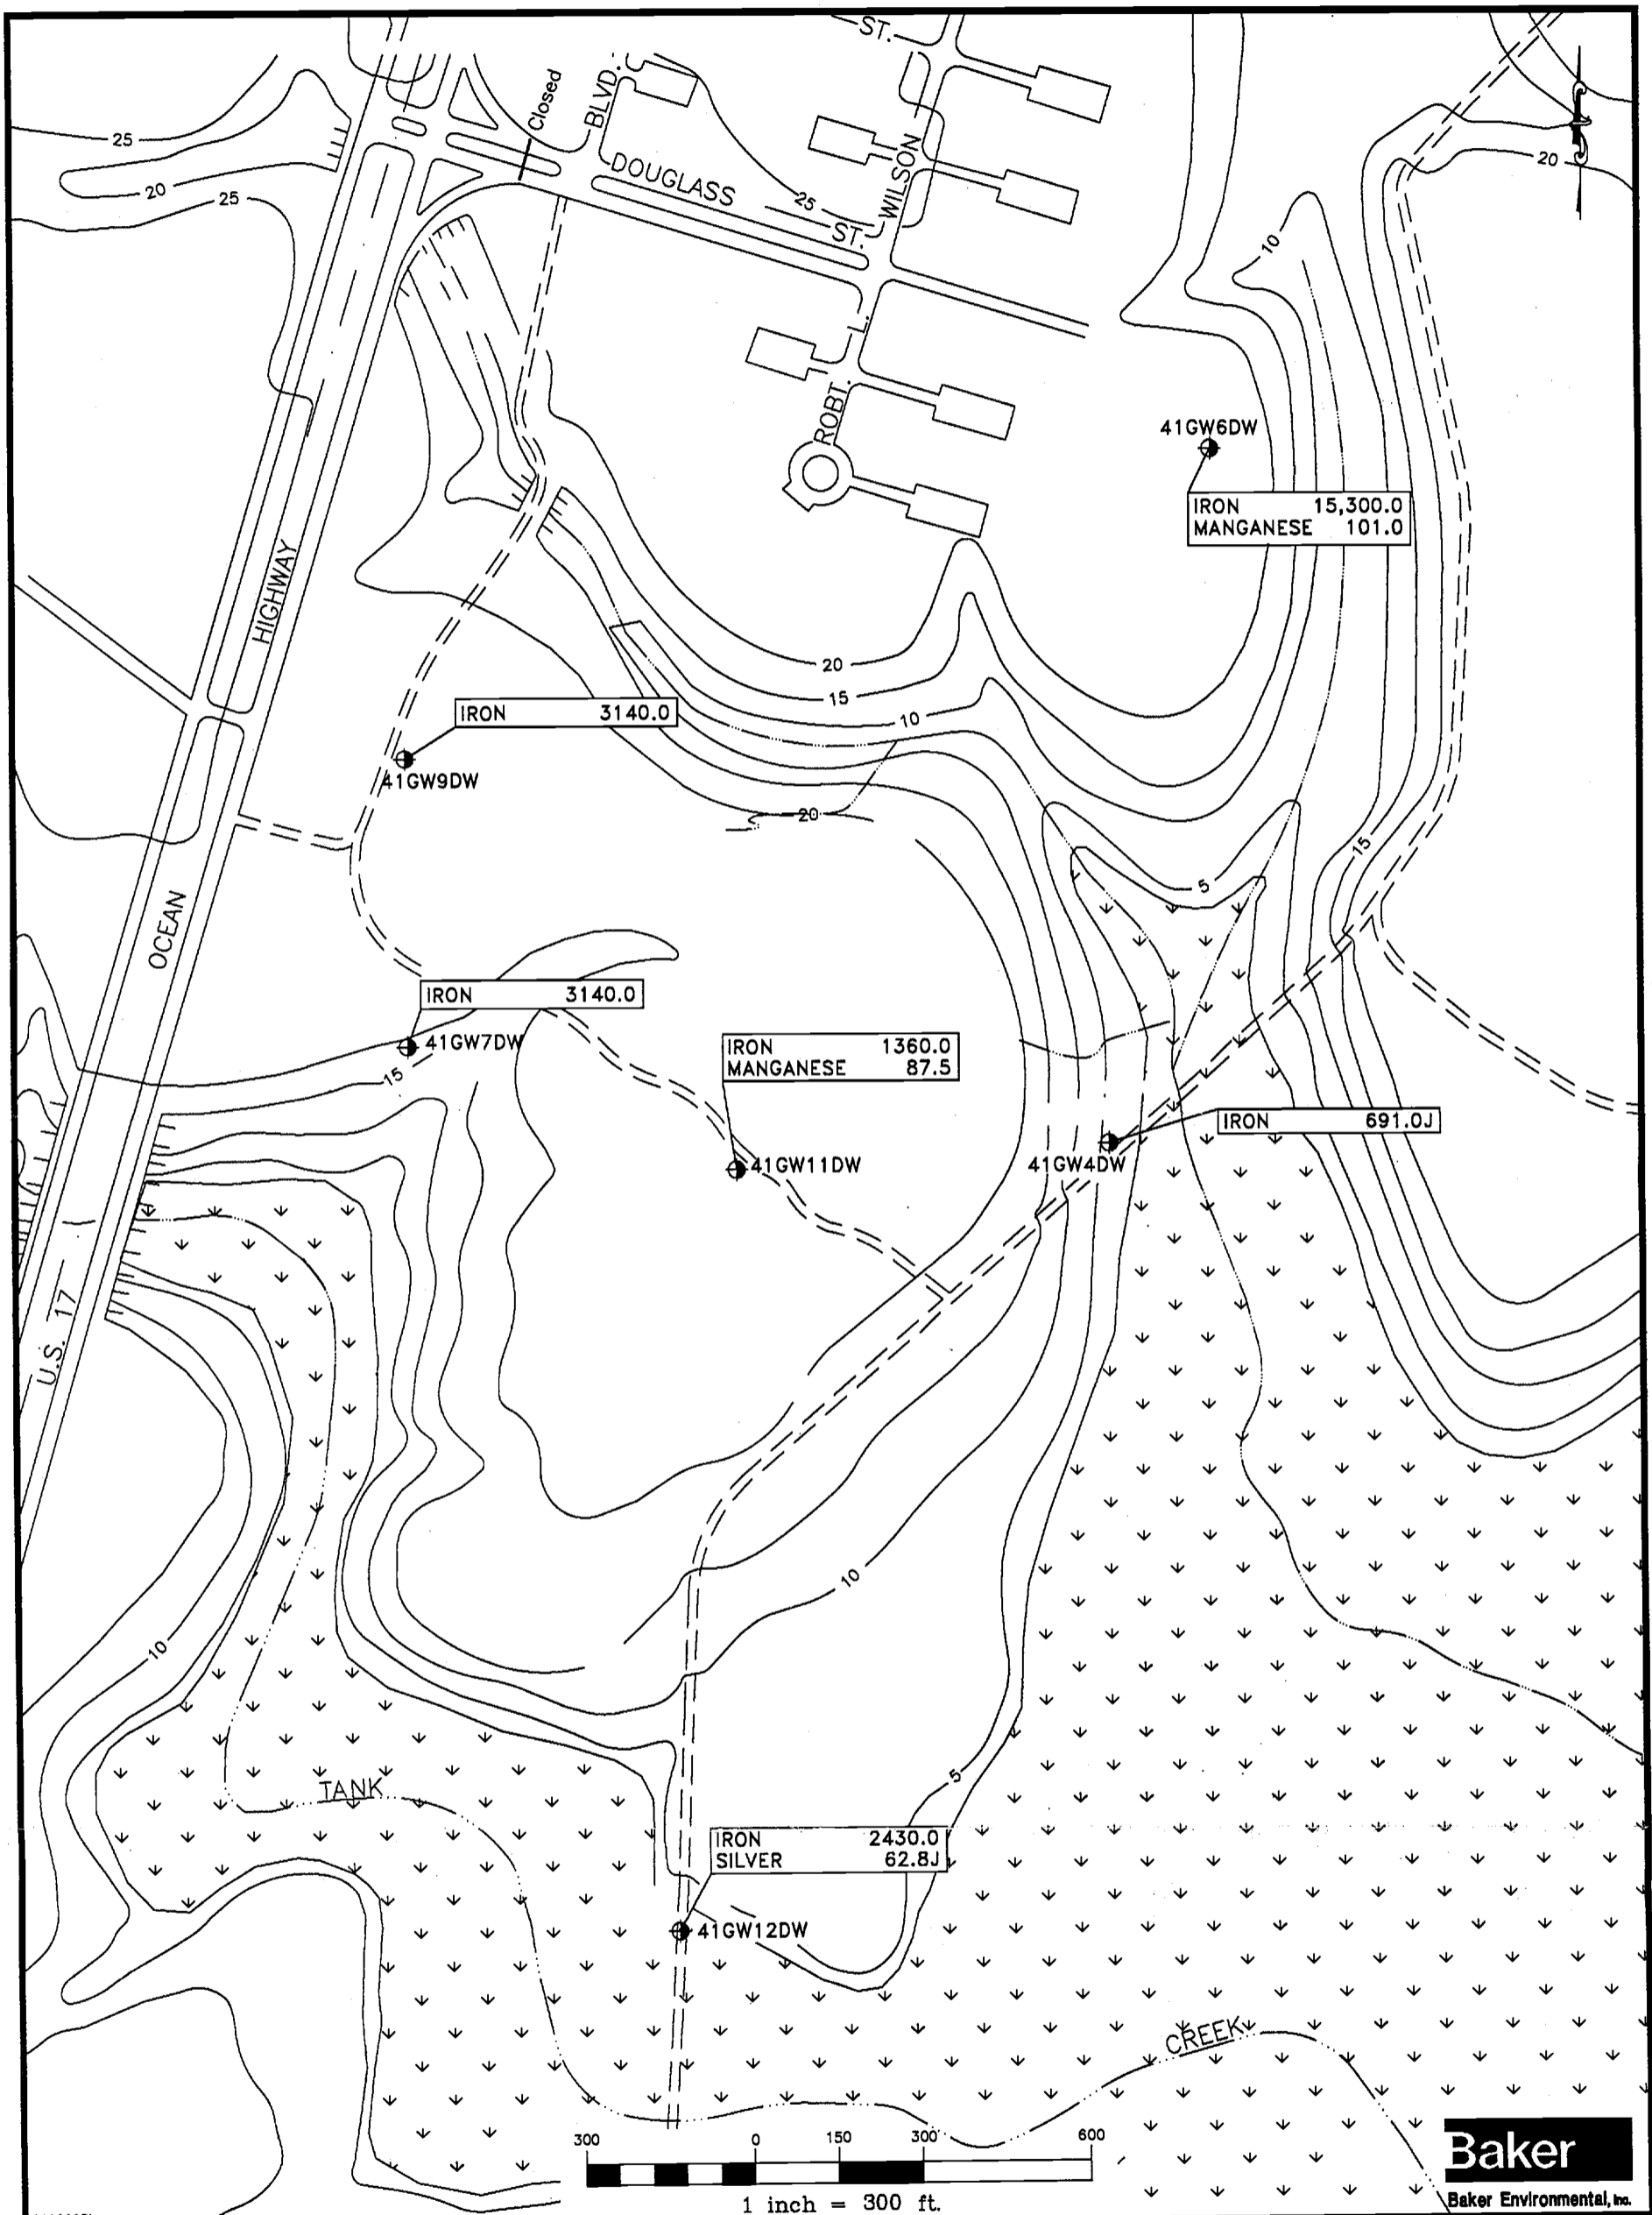 ST.
Closed
BLVD.
25
DOUGLASS
ST.
WILSON
25
20
25
20
10
L.
ROBT.
41GW6DW
IRON 15,300.0
MANGANESE 101.0
HIGHWAY
20
15
10
IRON 3140.0
41GW9DW
20
15
5
OCEAN
IRON 3140.0
41GW7DW
15
IRON 1360.0
MANGANESE 87.5
41GW11DW
IRON 691.0J
41GW4DW
U.S. 17
10
10
TANK
5
IRON 2430.0
SILVER 62.8J
41GW12DW
CREEK
300 0 150 300 600
1 inch = 300 ft.
Baker
Baker Environmental, Inc.